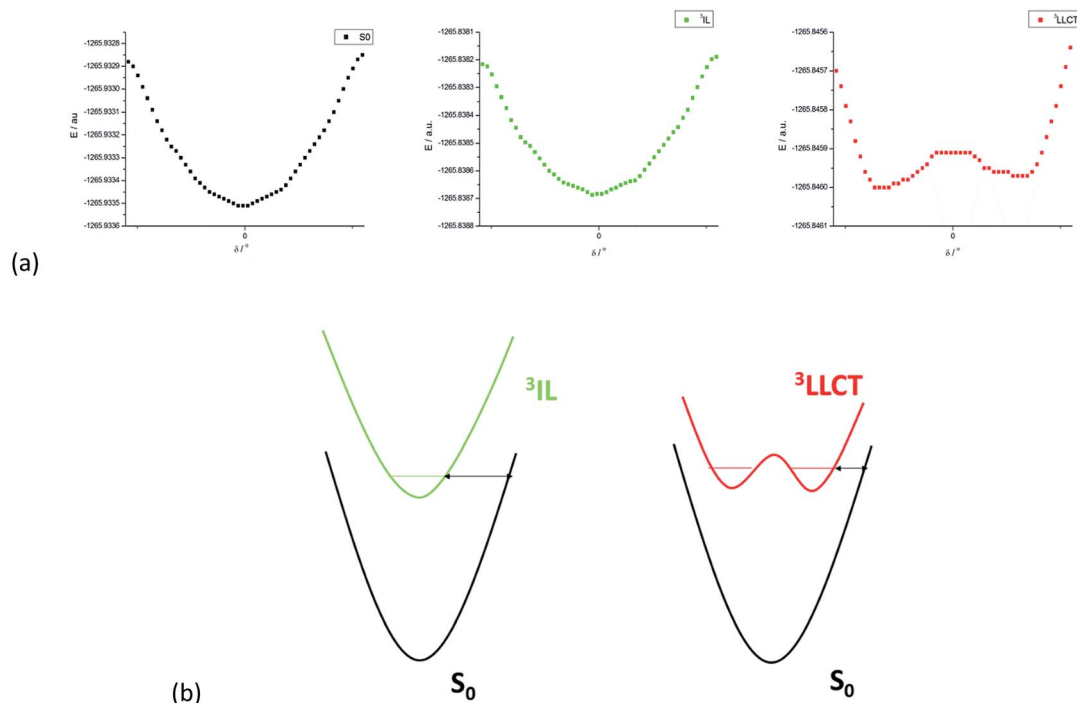 S0
-1265.9328
-1265.9329
-1265.9330
-1265.9331
-1265.9332
-1265.9333
-1265.9334
-1265.9335
-1265.9336
E / au
0
δ / °
³IL
-1265.8381
-1265.8382
-1265.8383
-1265.8384
-1265.8385
-1265.8386
-1265.8387
-1265.8388
E / a.u.
0
δ / °
³LLCT
-1265.8456
-1265.8457
-1265.8458
-1265.8459
-1265.8460
-1265.8461
E / a.u.
0
δ / °
(a)
³IL
³LLCT
S₀
S₀
(b)